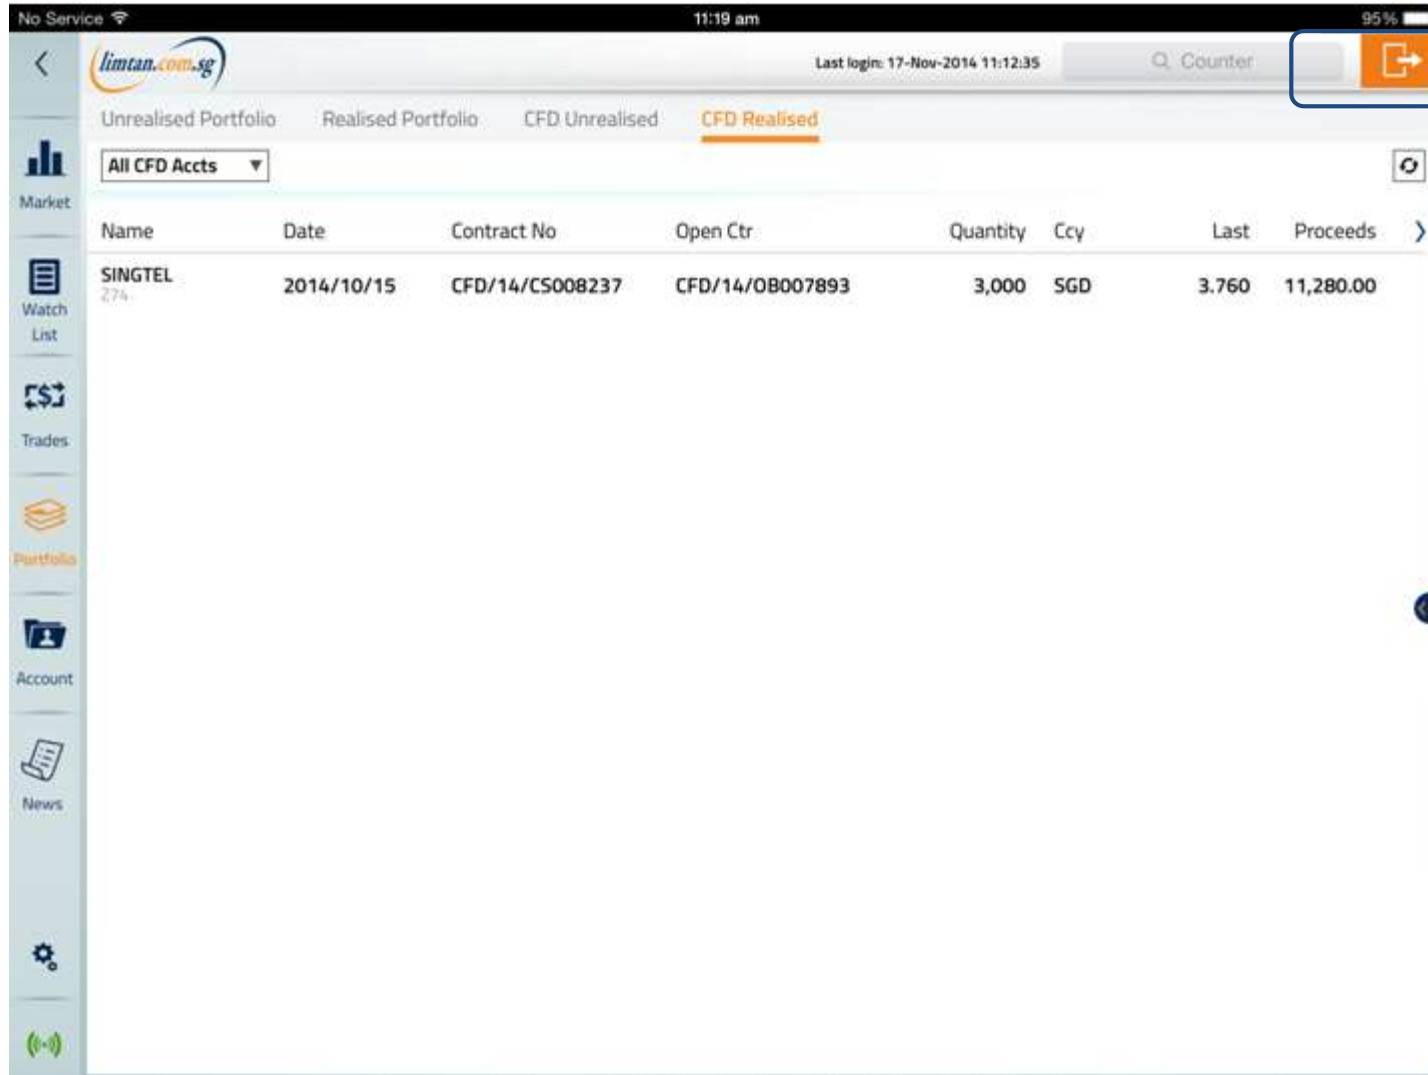 No Service 11:19 am 95%
limtan.com.sg Last login: 17-Nov-2014 11:12:35 Counter
Unrealised Portfolio Realised Portfolio CFD Unrealised CFD Realised
All CFD Accts
Market
Name Date Contract No Open Ctr Quantity Ccy Last Proceeds
SINGTEL 2014/10/15 CFD/14/CS008237 CFD/14/OB007893 3,000 SGD 3.760 11,280.00
Z74
Watch
List
Trades
Portfolio
Account
News